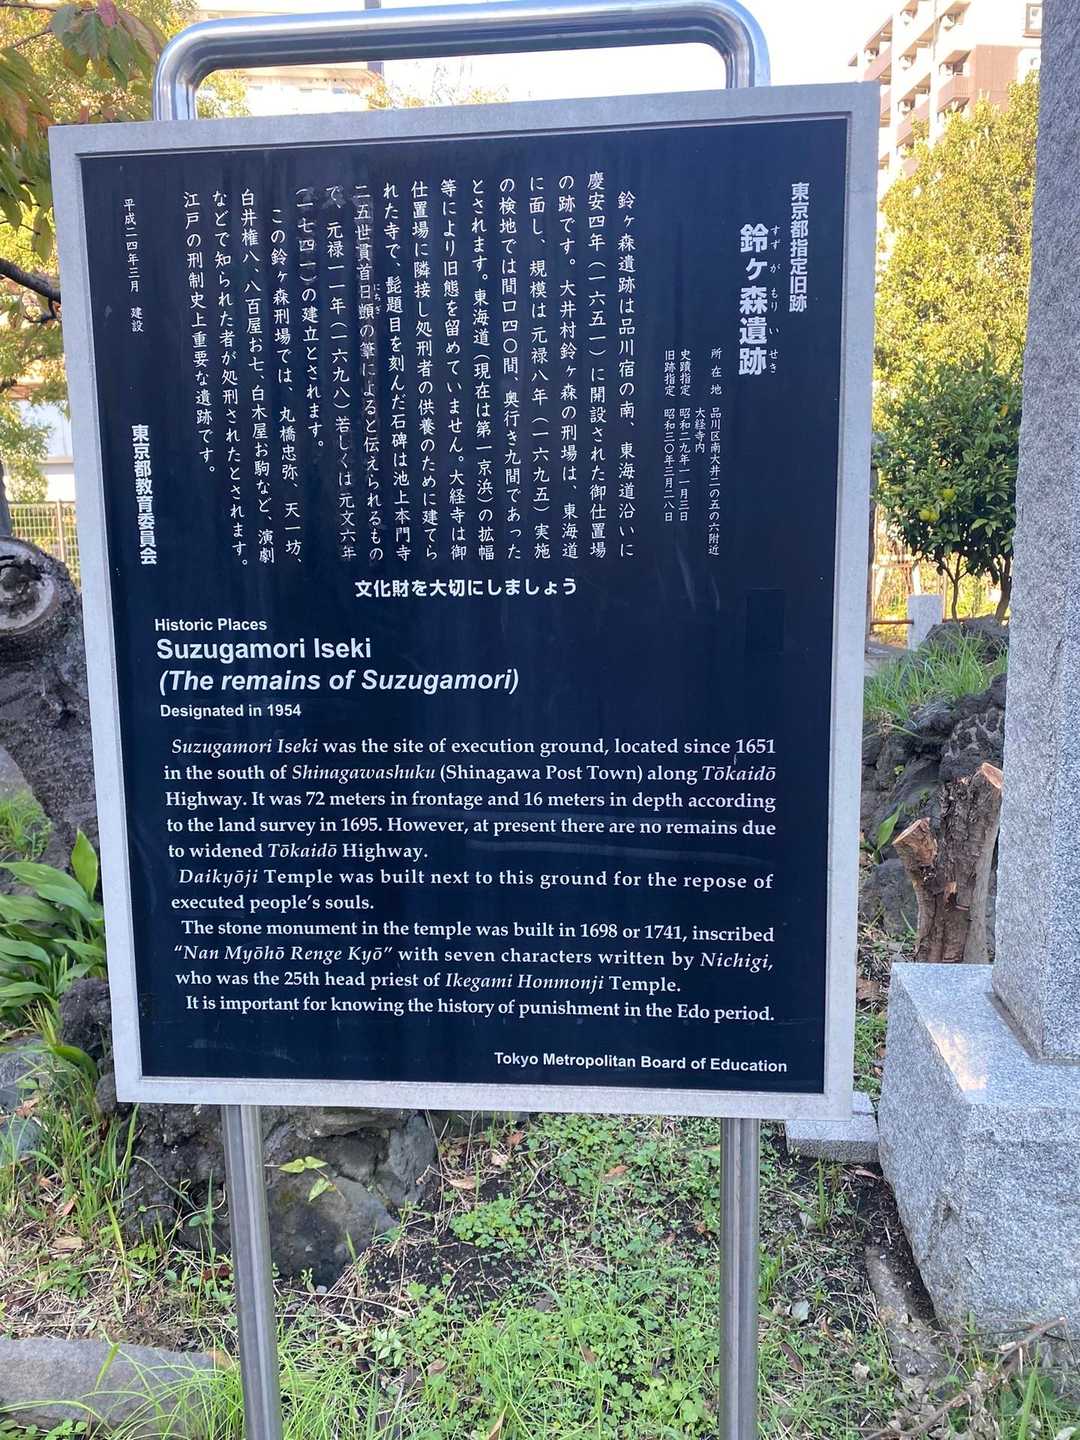 東京都指定旧跡
鈴ヶ森遺跡
すずがもりいせき
所在地　品川区南大井二の五の六附近
大経寺内
史蹟指定　昭和二九年一一月三日
旧跡指定　昭和三〇年三月二八日
鈴ヶ森遺跡は品川宿の南、東海道沿いに
慶安四年（一六五一）に開設された御仕置場
の跡です。大井村鈴ヶ森の刑場は、東海道
に面し、規模は元禄八年（一六九五）実施
の検地では間口四〇間、奥行き九間であった
とされます。東海道（現在は第一京浜）の拡幅
等により旧態を留めていません。大経寺は御
仕置場に隣接し処刑者の供養のために建てら
れた寺で、髭題目を刻んだ石碑は池上本門寺
二五世貫首日顗の筆によると伝えられるもの
にちぎ
で、元禄一一年（一六九八）若しくは元文六年
（一七四一）の建立とされます。
この鈴ヶ森刑場では、丸橋忠弥、天一坊、
白井権八、八百屋お七、白木屋お駒など、演劇
などで知られた者が処刑されたとされます。
江戸の刑制史上重要な遺跡です。
平成二四年三月　建設
東京都教育委員会
文化財を大切にしましょう
Historic Places
Suzugamori Iseki
(The remains of Suzugamori)
Designated in 1954
Suzugamori Iseki was the site of execution ground, located since 1651
in the south of Shinagawashuku (Shinagawa Post Town) along Tōkaidō
Highway. It was 72 meters in frontage and 16 meters in depth according
to the land survey in 1695. However, at present there are no remains due
to widened Tōkaidō Highway.
Daikyōji Temple was built next to this ground for the repose of
executed people's souls.
The stone monument in the temple was built in 1698 or 1741, inscribed
“Nan Myōhō Renge Kyō” with seven characters written by Nichigi,
who was the 25th head priest of Ikegami Honmonji Temple.
It is important for knowing the history of punishment in the Edo period.
Tokyo Metropolitan Board of Education